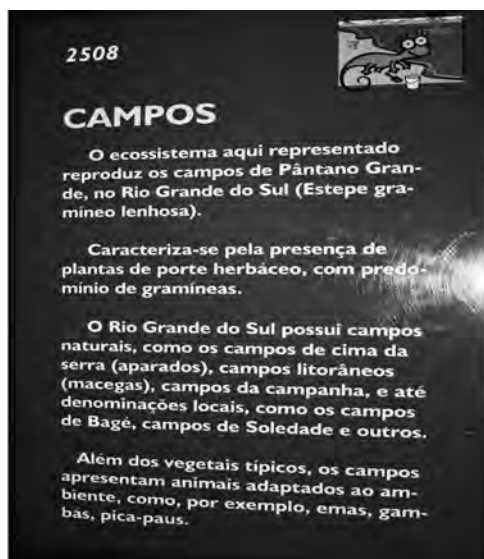 2508
CAMPOS
O ecossistema aqui representado
reproduz os campos de Pântano Gran-
de, no Rio Grande do Sul (Estepe gra-
míneo lenhosa).
Caracteriza-se pela presença de
plantas de porte herbáceo, com predo-
mínio de gramíneas.
O Rio Grande do Sul possui campos
naturais, como os campos de cima da
serra (aparados), campos litorâneos
(macegas), campos da campanha, e até
denominações locais, como os campos
de Bagé, campos de Soledade e outros.
Além dos vegetais típicos, os campos
apresentam animais adaptados ao am-
biente, como, por exemplo, emas, gam-
bás, pica-paus.